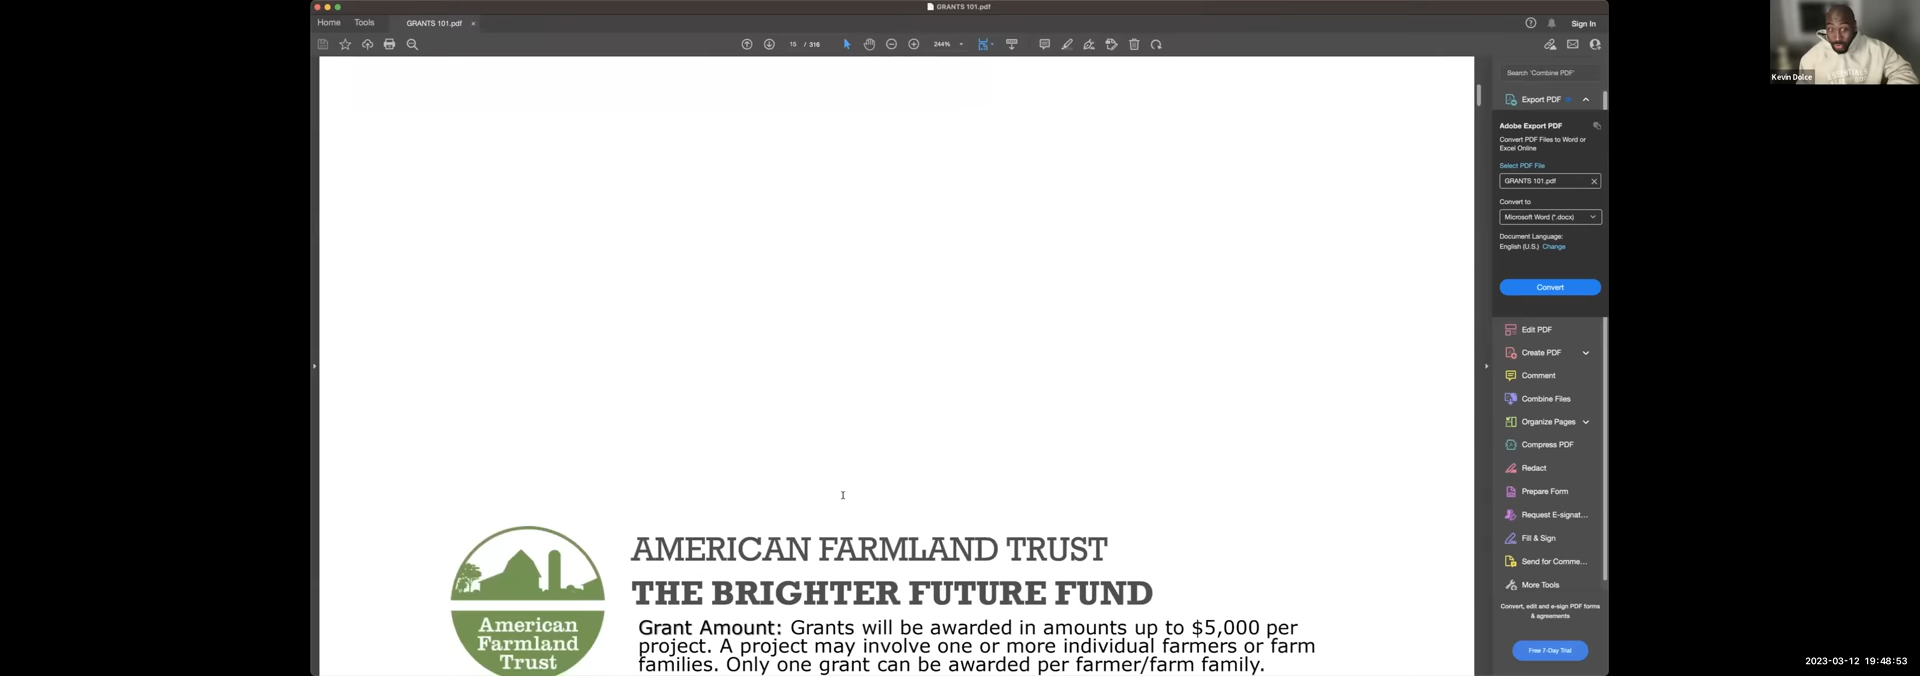 GRANTS 101.pdf
Home
Tools
GRANTS 101.pdf
Sign In
15 / 316
244%
Kevin Dolce
Search 'Combine PDF'
Export PDF
Adobe Export PDF
Convert PDF Files to Word or
Excel Online
Select PDF File
GRANTS 101.pdf
Convert to
Microsoft Word (*.docx)
Document Language:
English (U.S.) Change
Convert
Edit PDF
Create PDF
Comment
Combine Files
Organize Pages
Compress PDF
Redact
Prepare Form
Request E-signat...
Fill & Sign
Send for Comme...
More Tools
Convert, edit and e-sign PDF forms
& agreements
Free 7-Day Trial
AMERICAN FARMLAND TRUST
THE BRIGHTER FUTURE FUND
Grant Amount: Grants will be awarded in amounts up to $5,000 per
project. A project may involve one or more individual farmers or farm
families. Only one grant can be awarded per farmer/farm family.
American
Farmland
Trust
2023-03-12 19:48:53